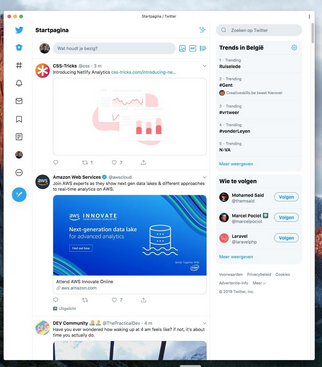 Startpagina / Twitter
Startpagina
Zoeken op Twitter
Wat houdt je bezig?
CSS-Tricks @css · 3 m
Introducing Netlify Analytics css-tricks.com/introducing-ne...
1
7
Amazon Web Services @awscloud
Join AWS experts as they show next gen data lakes & different approaches
to real-time analytics on AWS.
aws INNOVATE
Next-generation data lake
for advanced analytics
intel
Attend AWS Innovate Online
aws.amazon.com
7
Uitgelicht
DEV Community @ThePracticalDev · 4 m
Have you ever wondered how waking up at 4 am feels like? If not, it's about
time you actually do.
Trends in België
1 · Trending
#Ruiselede
2 · Trending
#Gent
3 · Trending
#vrtweer
4 · Trending
#vonderLeyen
5 · Trending
N-VA
Meer weergeven
Wie te volgen
Mohamed Said
@themsaid
Volgen
Marcel Pociot
@marcelpociot
Volgen
Laravel
@laravelphp
Volgen
Meer weergeven
Voorwaarden Privacybeleid Cookies
Advertentie-info Meer
© 2019 Twitter, Inc.